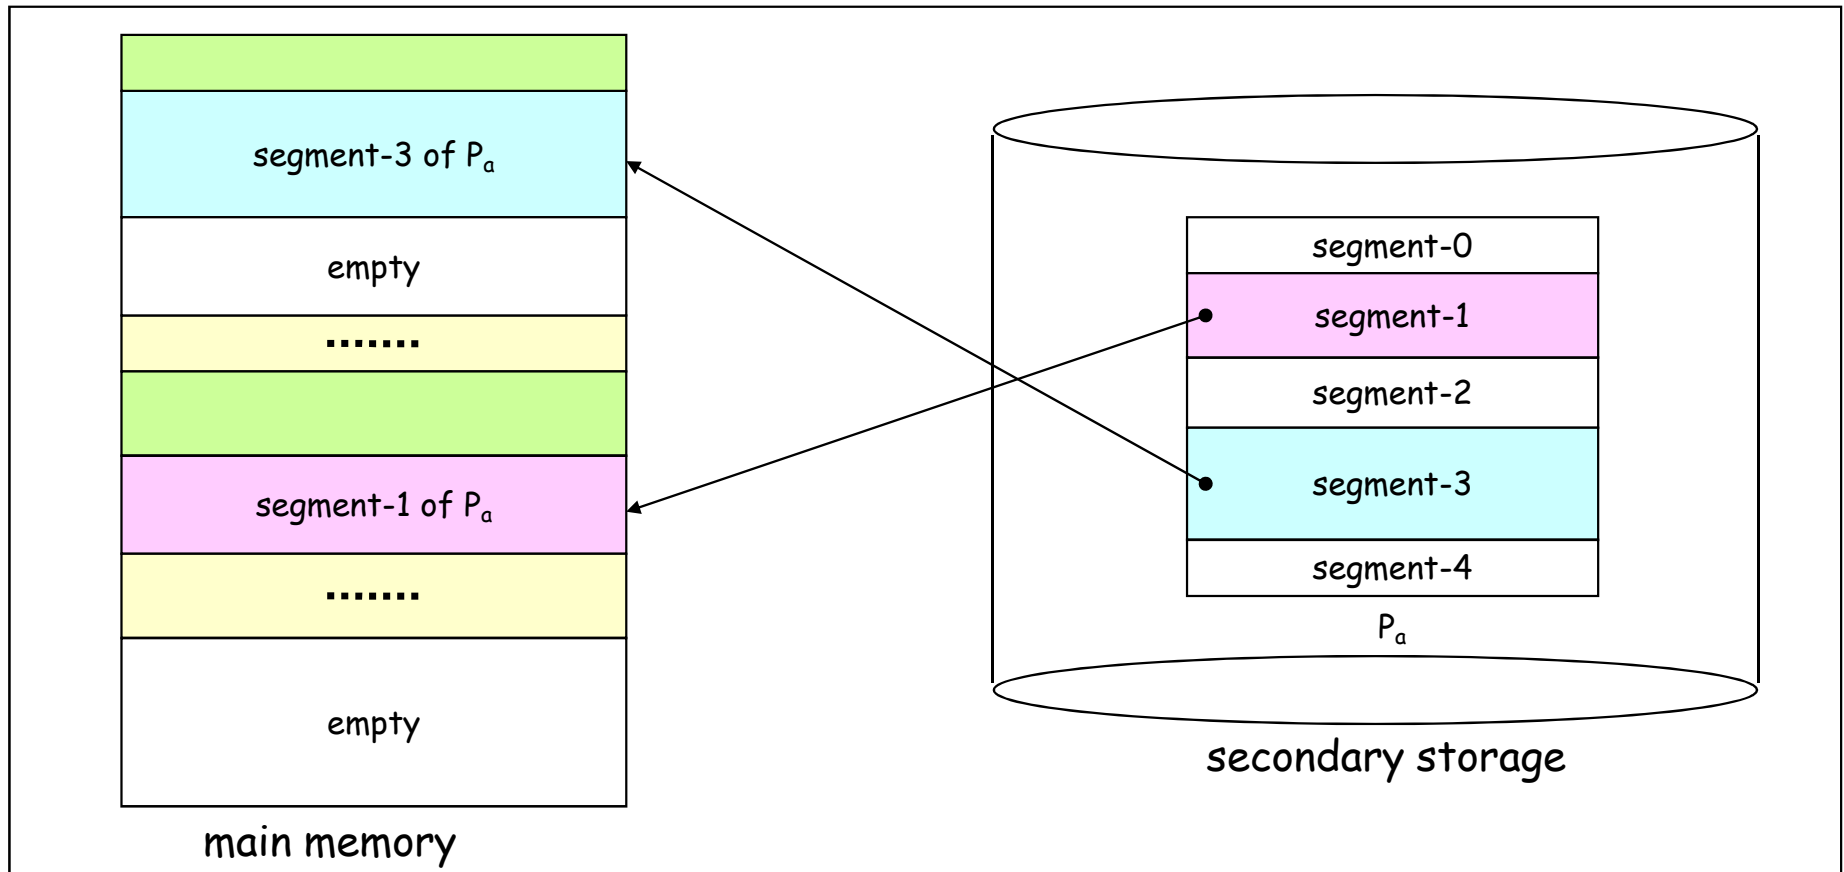 segment-3 of Pa
empty
.......
segment-1 of Pa
.......
empty
main memory
segment-0
segment-1
segment-2
segment-3
segment-4
Pa
secondary storage